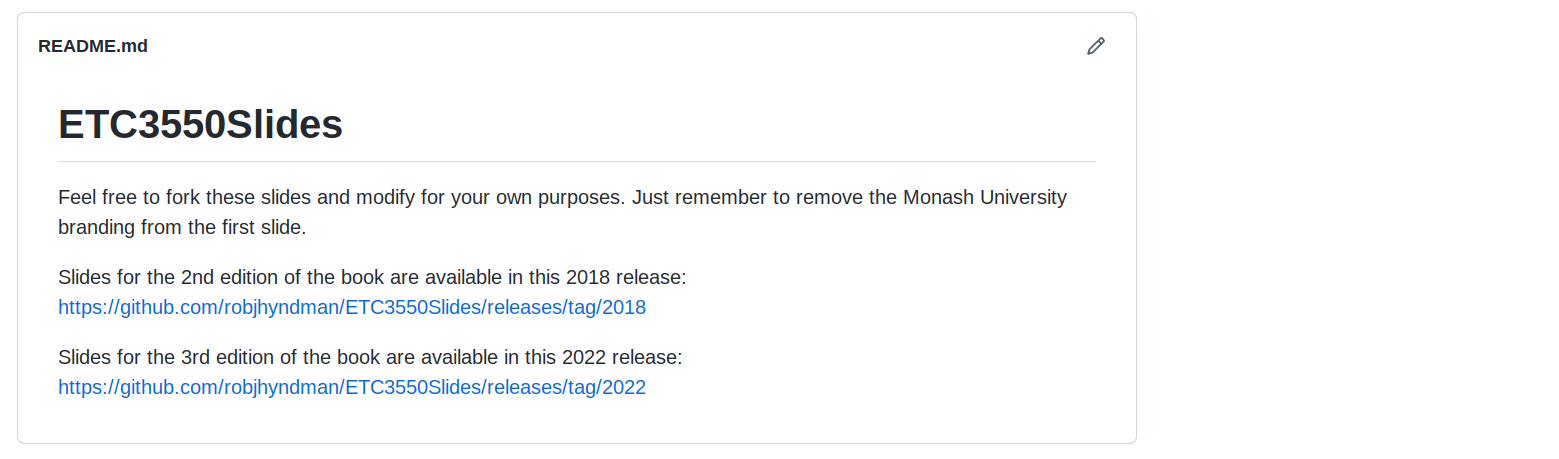 README.md
ETC3550Slides
Feel free to fork these slides and modify for your own purposes. Just remember to remove the Monash University
branding from the first slide.
Slides for the 2nd edition of the book are available in this 2018 release:
https://github.com/robjhyndman/ETC3550Slides/releases/tag/2018
Slides for the 3rd edition of the book are available in this 2022 release:
https://github.com/robjhyndman/ETC3550Slides/releases/tag/2022